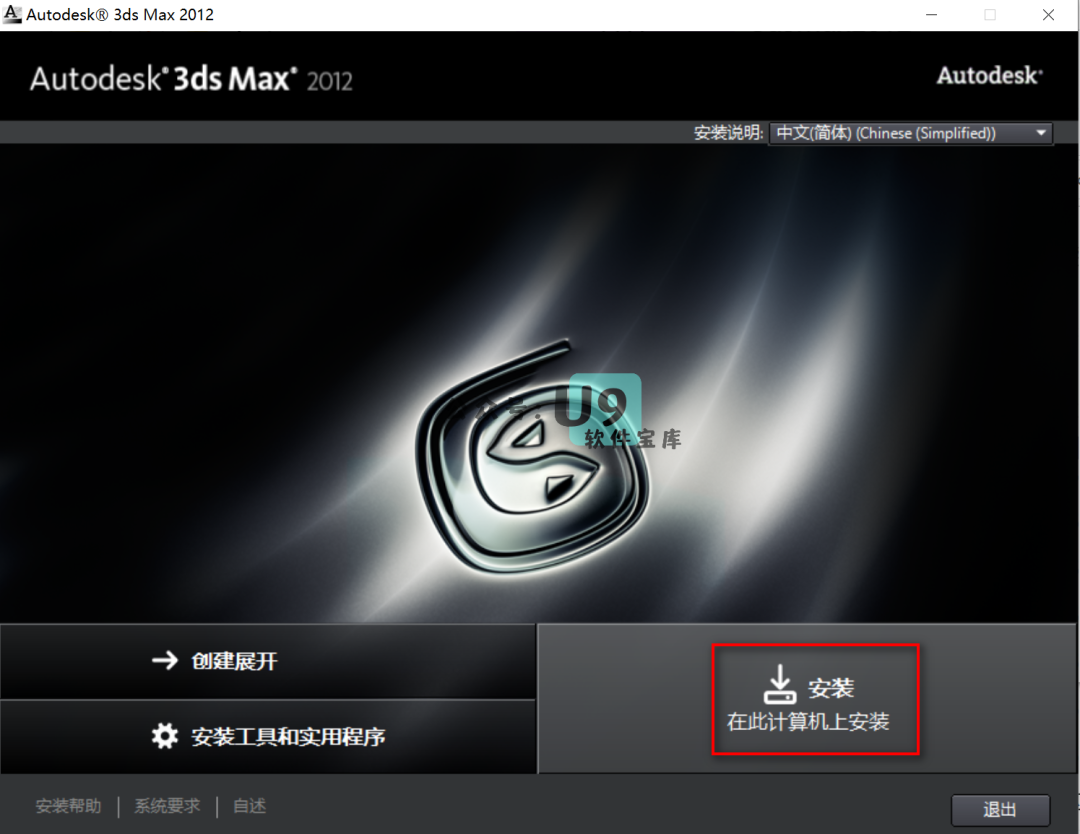 Autodesk® 3ds Max 2012
Autodesk® 3ds Max® 2012
Autodesk®
安装说明: 中文(简体) (Chinese (Simplified))
U9
软件宝库
创建展开
安装
在此计算机上安装
安装工具和实用程序
安装帮助 | 系统要求 | 自述
退出